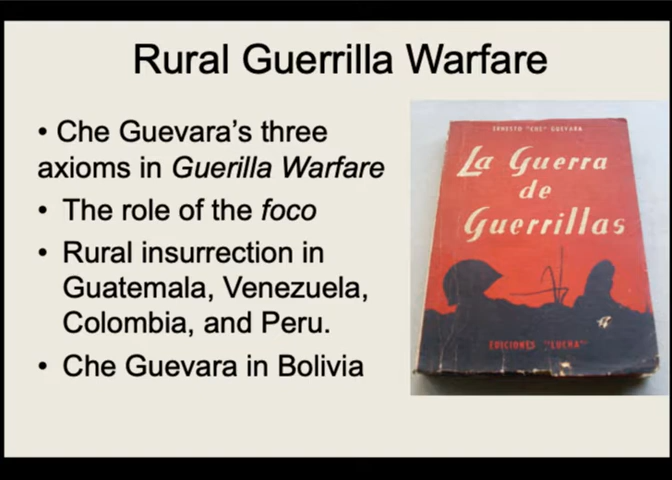 Rural Guerrilla Warfare
• Che Guevara's three
axioms in Guerilla Warfare
• The role of the foco
• Rural insurrection in
Guatemala, Venezuela,
Colombia, and Peru.
• Che Guevara in Bolivia
ERNESTO "CHE" GUEVARA
La Guerra
de
Guerrillas
EDICIONES "LUCHA"